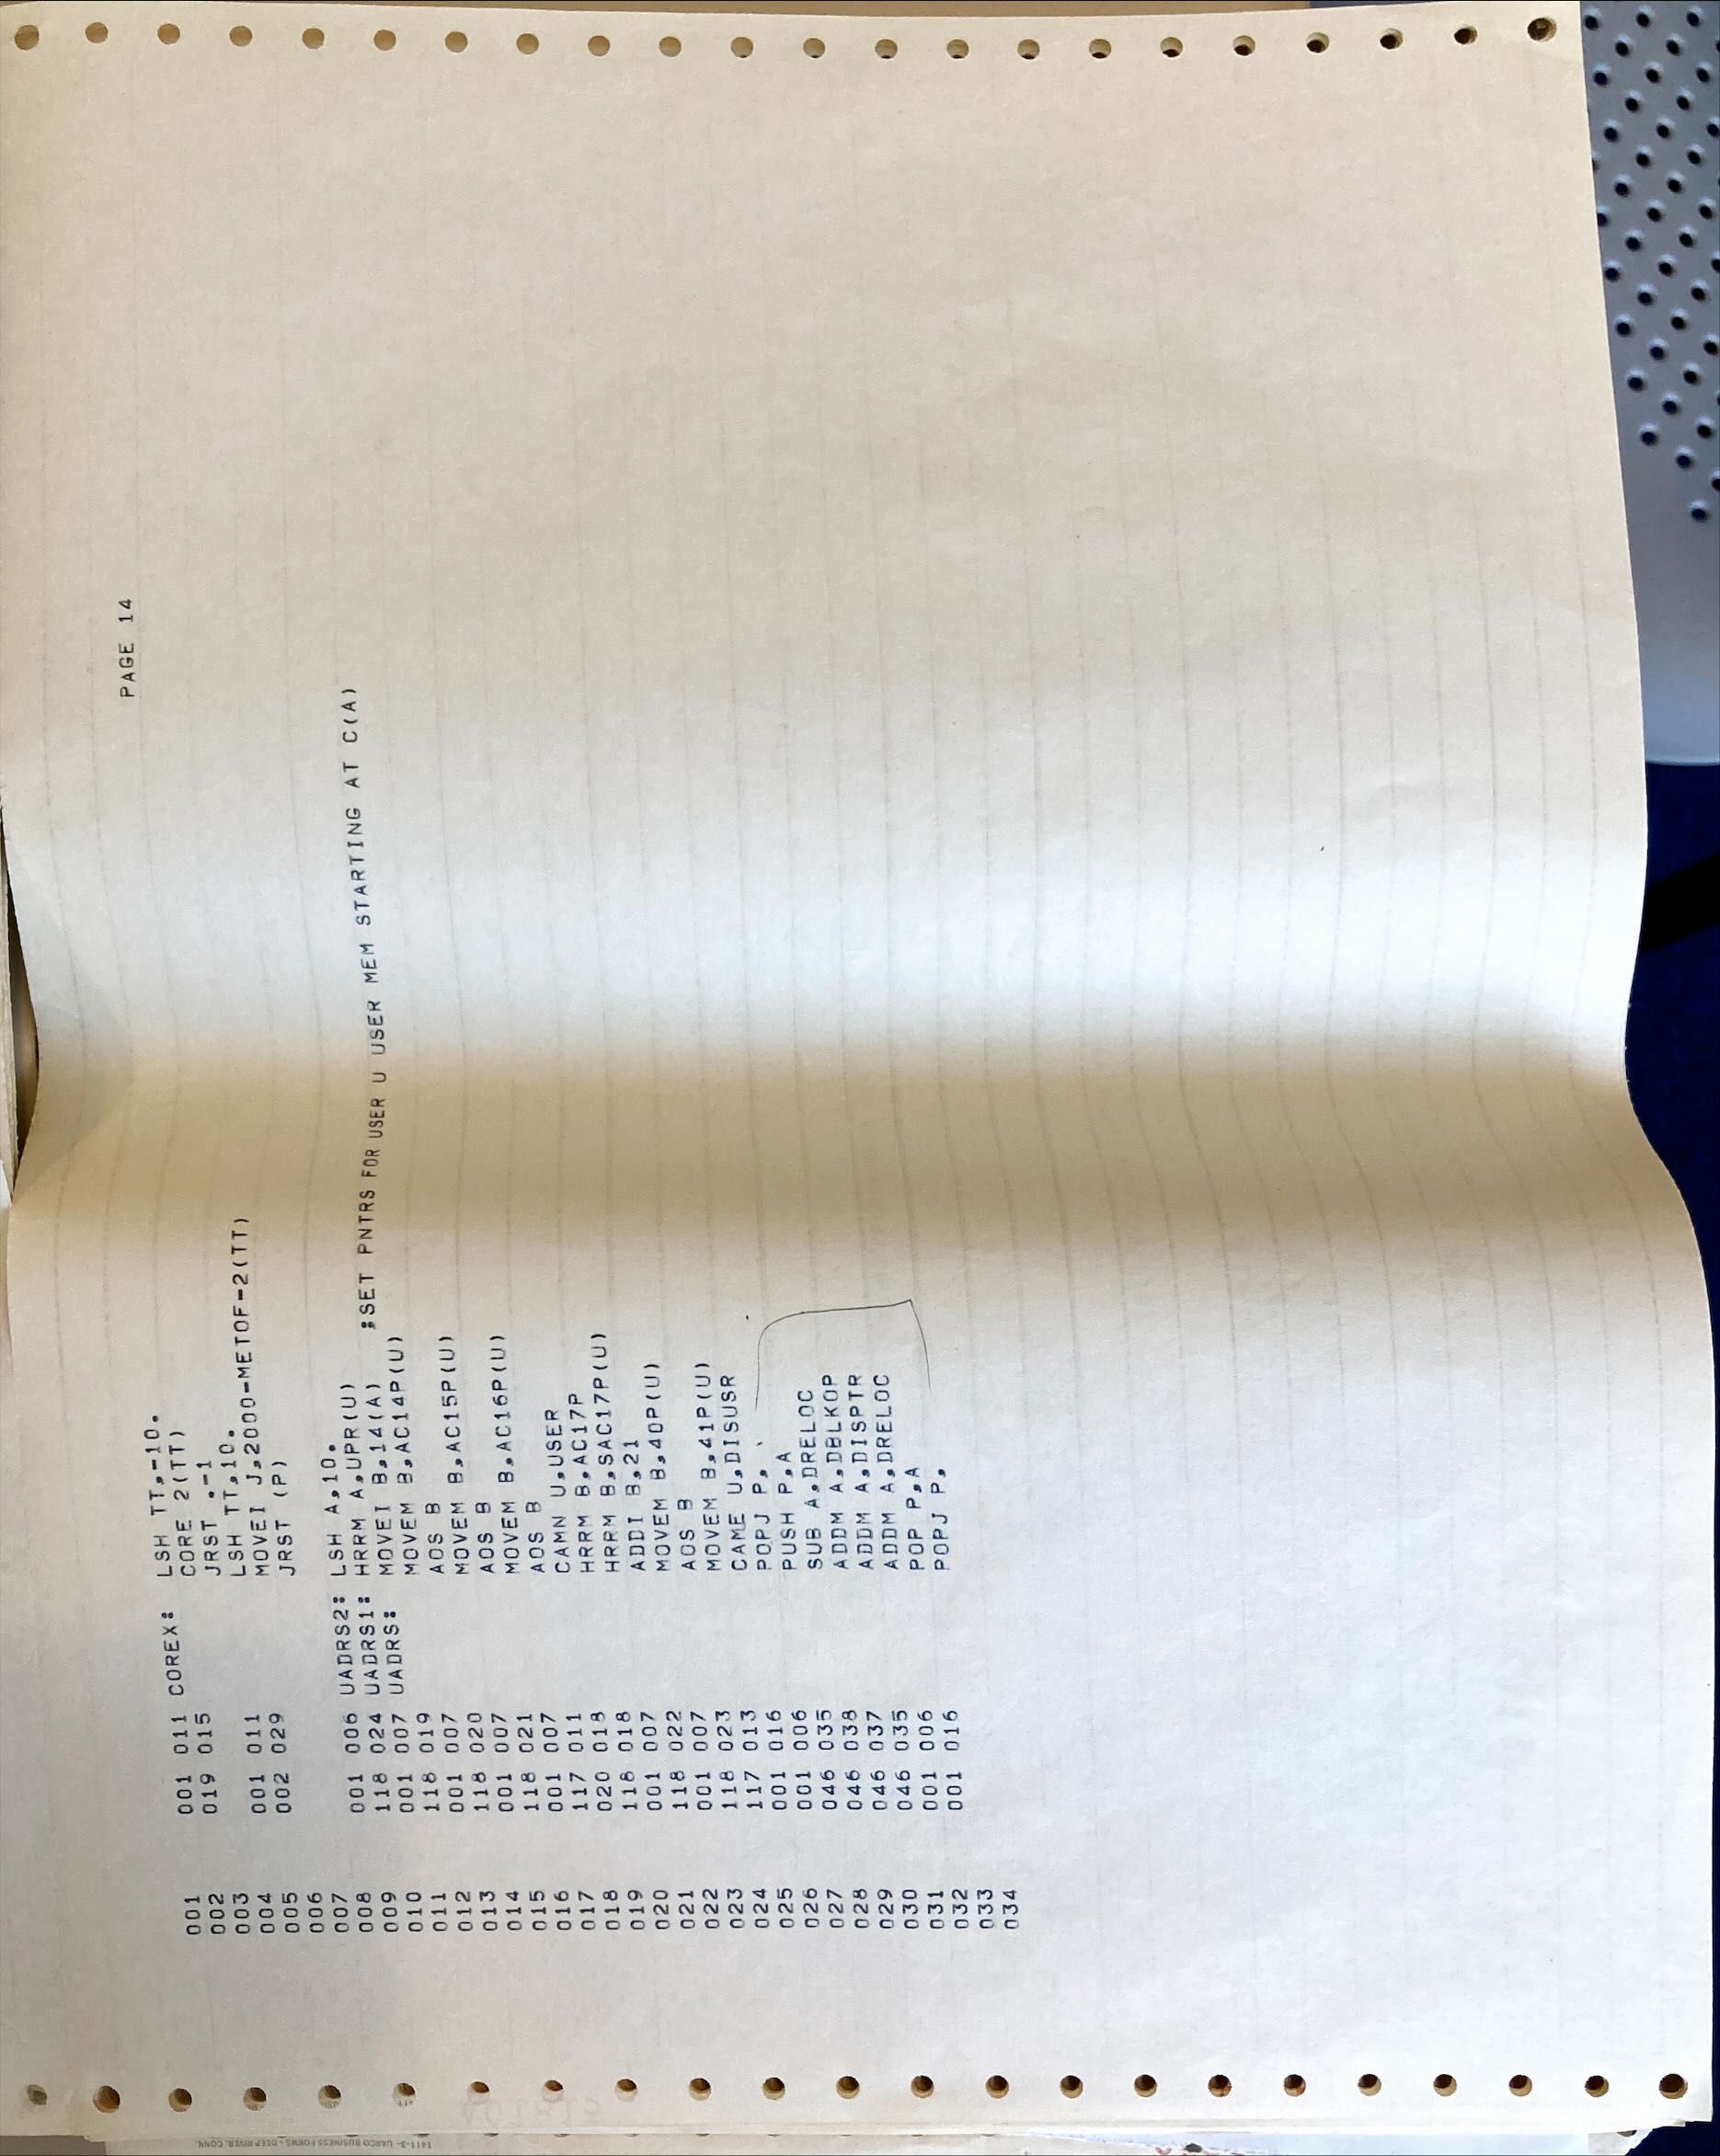 PAGE 14
001 001 011 COREX: LSH TT,-10.
002 019 015 CORE 2(TT)
003 JRST .-1
004 001 011 LSH TT,10.
005 002 029 MOVEI J,2000-METOF-2(TT)
006 JRST (P)
007
008 001 006 UADRS2: LSH A,10.
009 118 024 UADRS1: HRRM A,UPR(U)
010 001 007 UADRS: MOVEI B,14(A) ;SET PNTRS FOR USER U USER MEM STARTING AT C(A)
011 118 019 MOVEM B,AC14P(U)
012 001 007 AOS B
013 118 020 MOVEM B,AC15P(U)
014 001 007 AOS B
015 118 021 MOVEM B,AC16P(U)
016 001 007 AOS B
017 117 011 CAMN U,USER
018 020 018 HRRM B,AC17P
019 118 018 HRRM B,SAC17P(U)
020 001 007 ADDI B,21
021 118 022 MOVEM B,40P(U)
022 001 007 AOS B
023 118 023 MOVEM B,41P(U)
024 117 013 CAME U,DISUSR
025 001 016 POPJ P,
026 001 006 PUSH P,A
027 046 035 SUB A,DRELOC
028 046 038 ADDM A,DBLKOP
029 046 037 ADDM A,DISPTR
030 046 035 ADDM A,DRELOC
031 001 006 POP P,A
032 001 016 POPJ P,
033
034
1411-3- UARCO BUSINESS FORMS - DEEP RIVER, CONN.